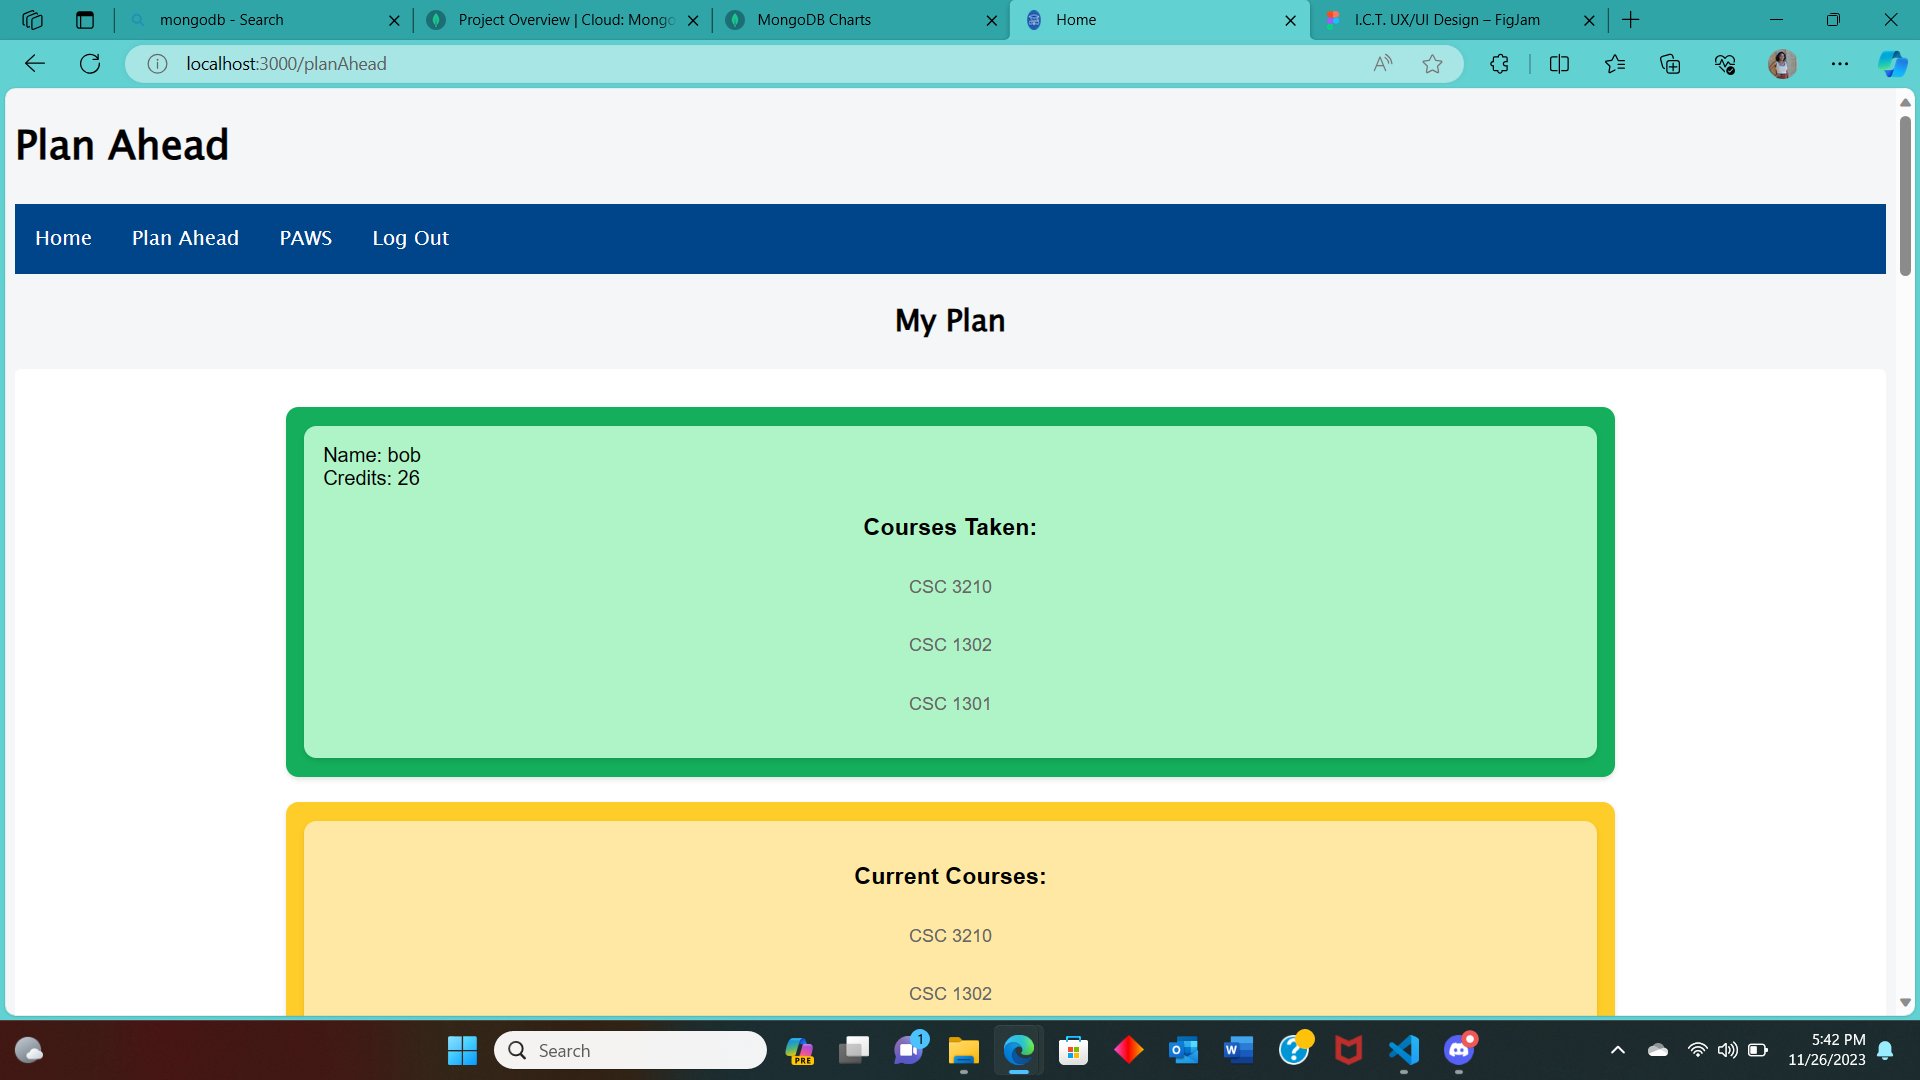 mongodb - Search
Project Overview | Cloud: Mongo
MongoDB Charts
Home
I.C.T. UX/UI Design – FigJam
localhost:3000/planAhead
Plan Ahead
Home Plan Ahead PAWS Log Out
My Plan
Name: bob
Credits: 26
Courses Taken:
CSC 3210
CSC 1302
CSC 1301
Current Courses:
CSC 3210
CSC 1302
Search
PRE
1
5:42 PM
11/26/2023